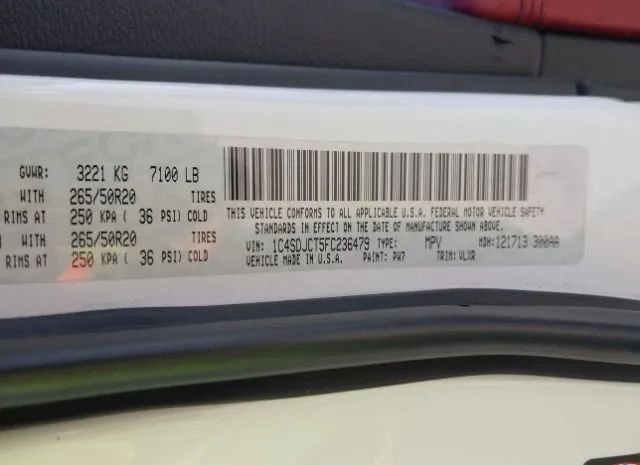 GVWR: 3221 KG 7100 LB
WITH 265/50R20 TIRES
RIMS AT 250 KPA ( 36 PSI) COLD
WITH 265/50R20 TIRES
RIMS AT 250 KPA ( 36 PSI) COLD
THIS VEHICLE CONFORMS TO ALL APPLICABLE U.S.A. FEDERAL MOTOR VEHICLE SAFETY
STANDARDS IN EFFECT ON THE DATE OF MANUFACTURE SHOWN ABOVE.
VIN: 1C4SDJCT5FC236479 TYPE: MPV MDH: 121713 300AA
VEHICLE MADE IN U.S.A. PAINT: PW7 TRIM: VLXR